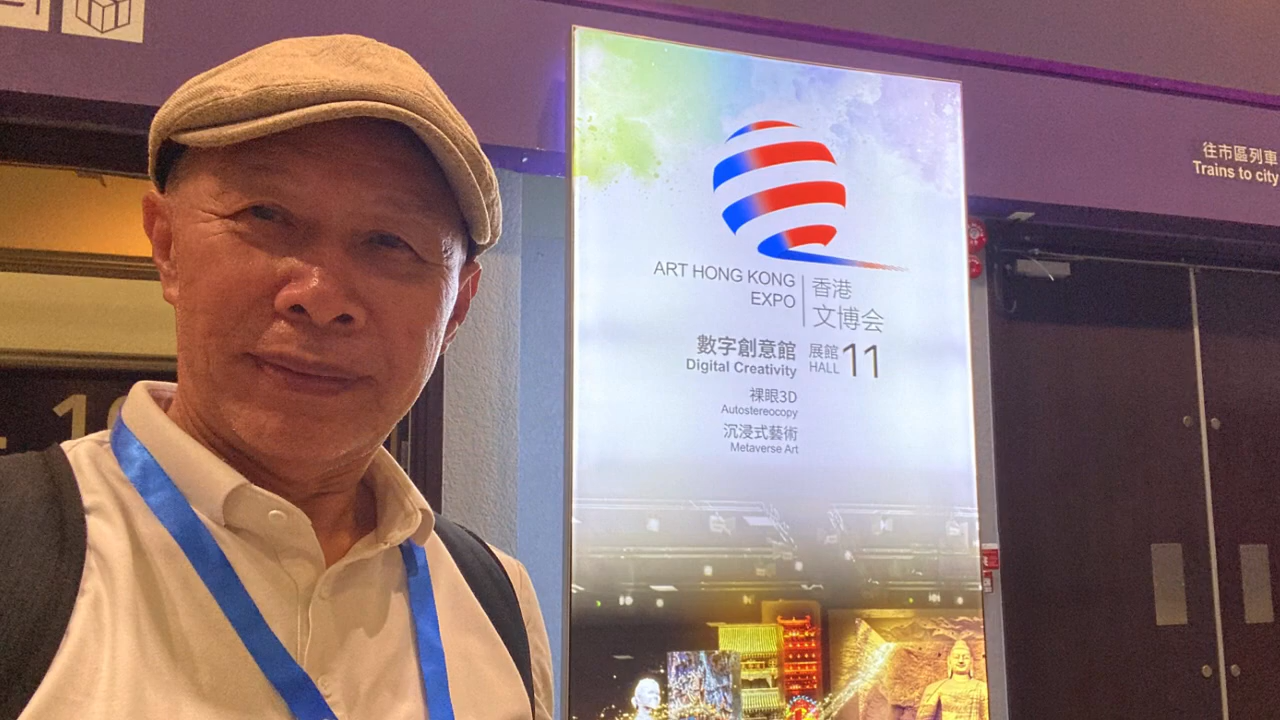 ART HONG KONG
EXPO
香港
文博会
數字創意館
Digital Creativity
展館
HALL
11
裸眼3D
Autostereocopy
沉浸式藝術
Metaverse Art
往市區列車
Trains to city